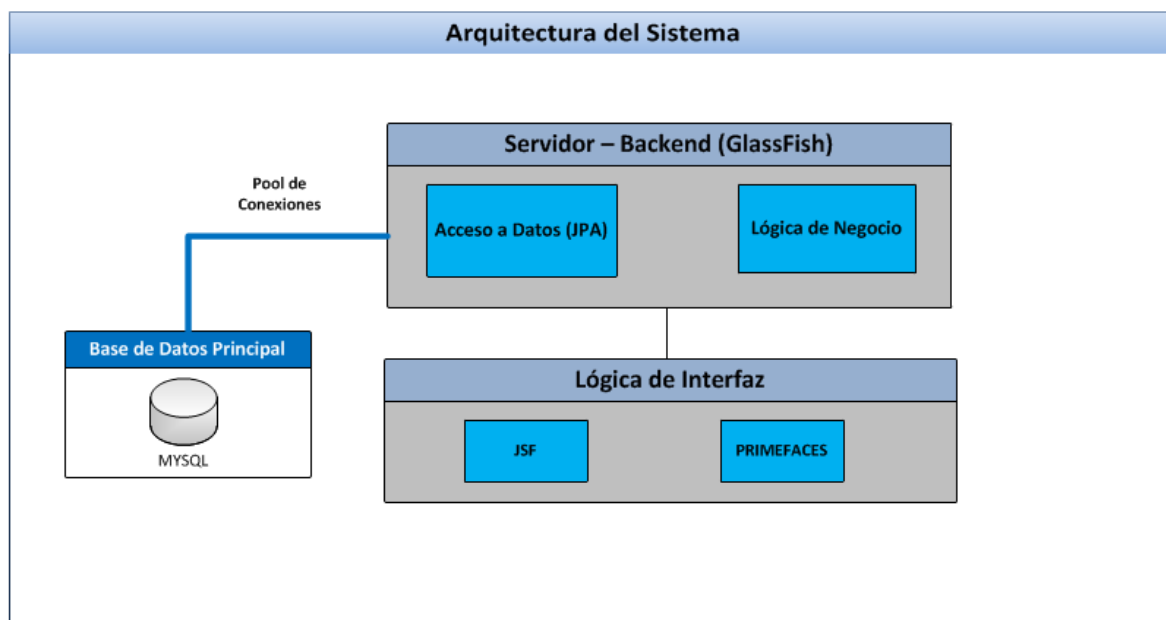 Arquitectura del Sistema
Servidor – Backend (GlassFish)
Pool de
Conexiones
Acceso a Datos (JPA)
Lógica de Negocio
Base de Datos Principal
MYSQL
Lógica de Interfaz
JSF
PRIMEFACES